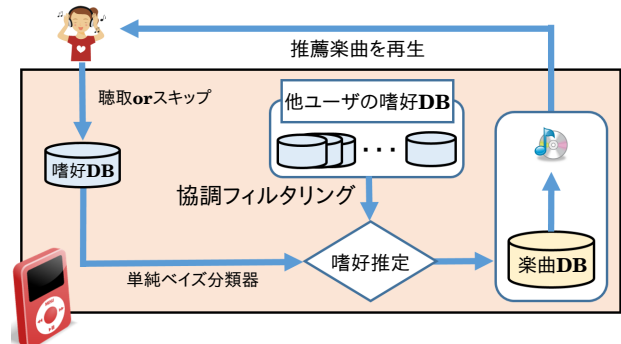 推薦楽曲を再生
聴取orスキップ
他ユーザの嗜好DB
・・・
嗜好DB
協調フィルタリング
嗜好推定
楽曲DB
単純ベイズ分類器